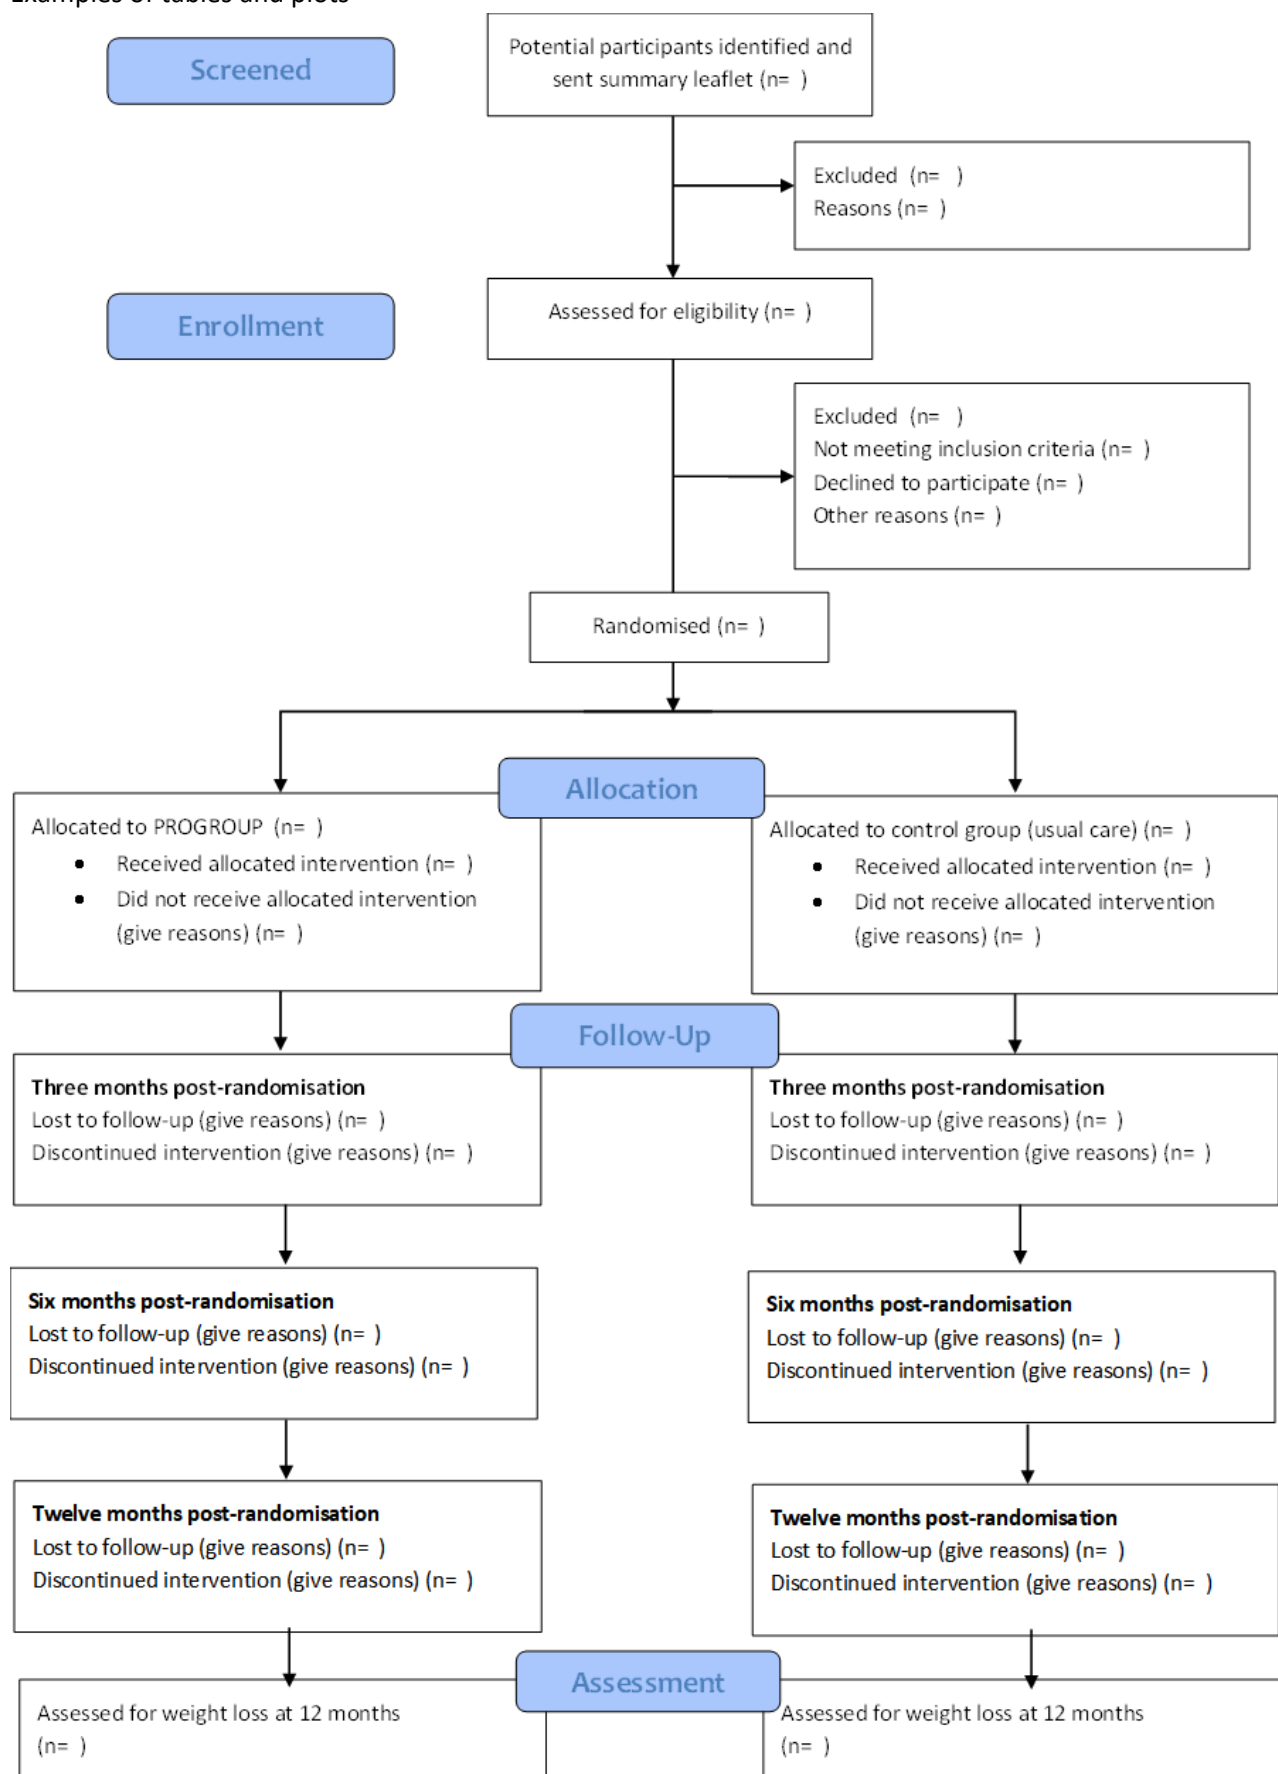 Examples of tables and plots
Screened
Potential participants identified and
sent summary leaflet (n=  )
Excluded  (n=  )
Reasons (n=  )
Enrollment
Assessed for eligibility (n=  )
Excluded  (n=  )
Not meeting inclusion criteria (n=  )
Declined to participate (n=  )
Other reasons (n=  )
Randomised (n=  )
Allocation
Allocated to PROGROUP  (n=  )
• Received allocated intervention (n=  )
• Did not receive allocated intervention
(give reasons) (n=  )
Allocated to control group (usual care) (n=  )
• Received allocated intervention (n=  )
• Did not receive allocated intervention
(give reasons) (n=  )
Follow-Up
Three months post-randomisation
Lost to follow-up (give reasons) (n=  )
Discontinued intervention (give reasons) (n=  )
Three months post-randomisation
Lost to follow-up (give reasons) (n=  )
Discontinued intervention (give reasons) (n=  )
Six months post-randomisation
Lost to follow-up (give reasons) (n=  )
Discontinued intervention (give reasons) (n=  )
Six months post-randomisation
Lost to follow-up (give reasons) (n=  )
Discontinued intervention (give reasons) (n=  )
Twelve months post-randomisation
Lost to follow-up (give reasons) (n=  )
Discontinued intervention (give reasons) (n=  )
Twelve months post-randomisation
Lost to follow-up (give reasons) (n=  )
Discontinued intervention (give reasons) (n=  )
Assessment
Assessed for weight loss at 12 months
(n=  )
Assessed for weight loss at 12 months
(n=  )